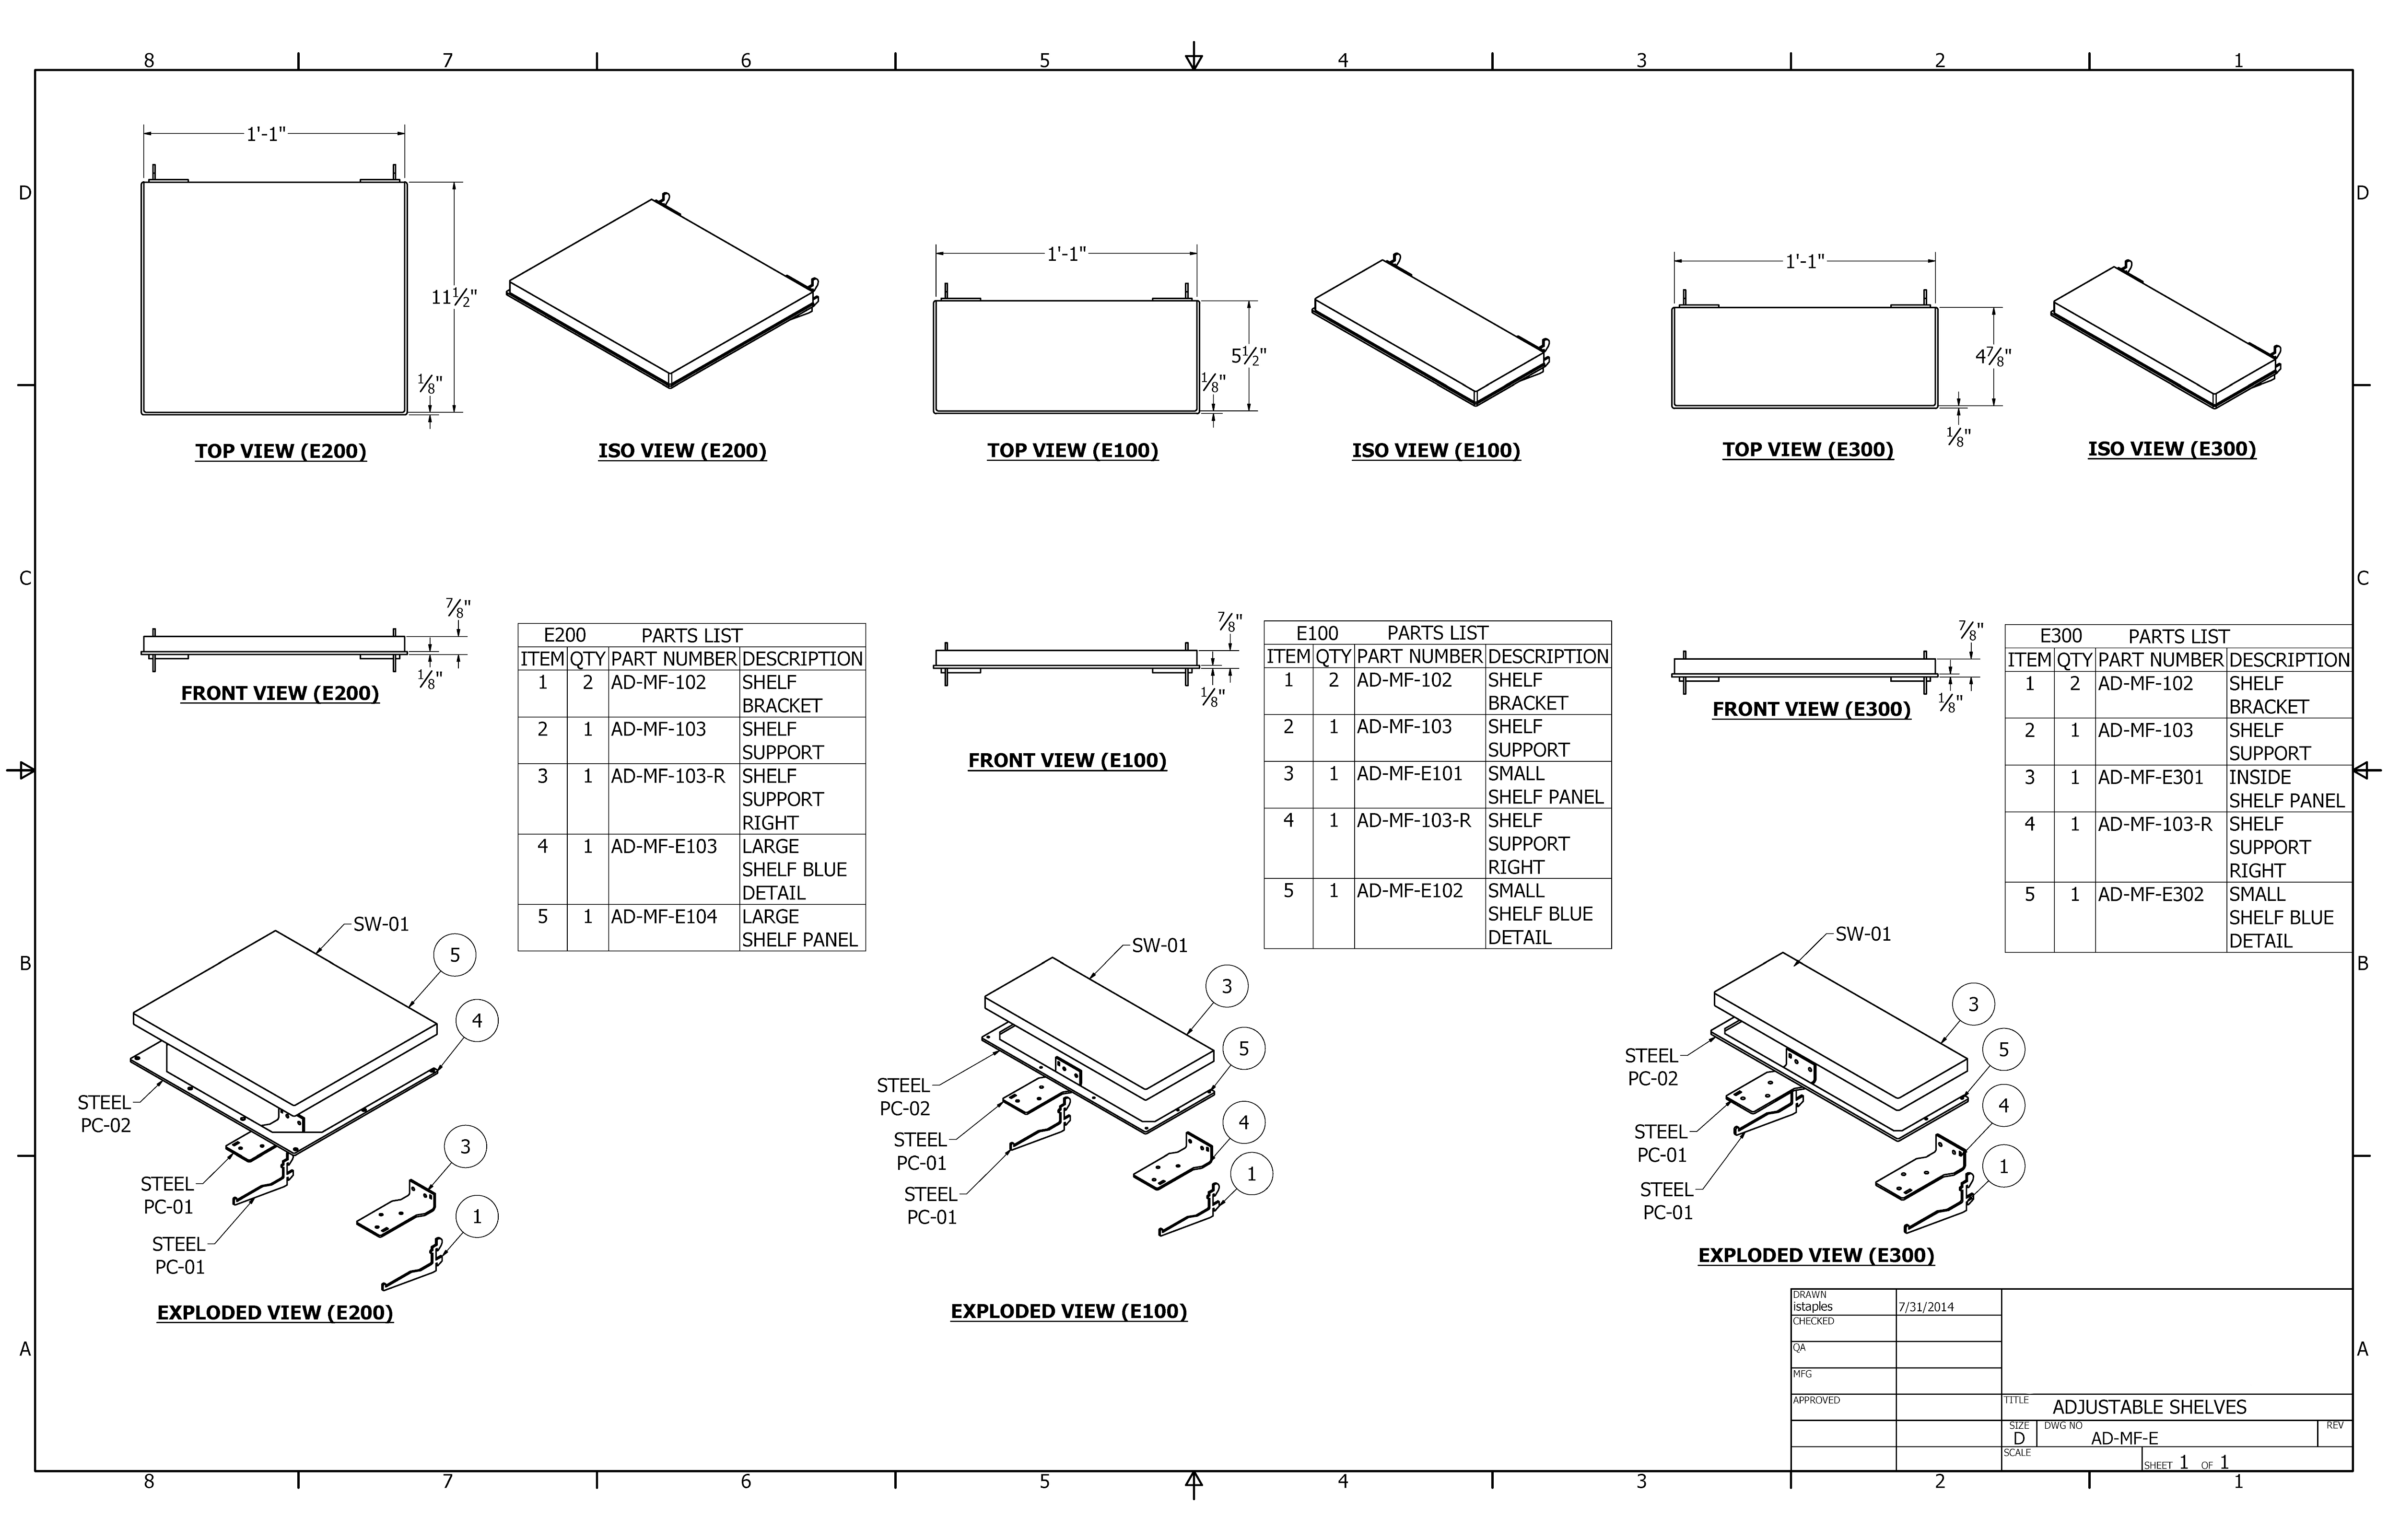 8 7 6 5 4 3 2 1
D D
C C
B B
A A
1'-1"
11 1/2"
1/8"
TOP VIEW (E200)
ISO VIEW (E200)
1'-1"
5 1/2"
1/8"
TOP VIEW (E100)
ISO VIEW (E100)
1'-1"
4 7/8"
1/8"
TOP VIEW (E300)
ISO VIEW (E300)
7/8"
1/8"
FRONT VIEW (E200)
E200 PARTS LIST
ITEM QTY PART NUMBER DESCRIPTION
1 2 AD-MF-102 SHELF
BRACKET
2 1 AD-MF-103 SHELF
SUPPORT
3 1 AD-MF-103-R SHELF
SUPPORT
RIGHT
4 1 AD-MF-E103 LARGE
SHELF BLUE
DETAIL
5 1 AD-MF-E104 LARGE
SHELF PANEL
7/8"
1/8"
FRONT VIEW (E100)
E100 PARTS LIST
ITEM QTY PART NUMBER DESCRIPTION
1 2 AD-MF-102 SHELF
BRACKET
2 1 AD-MF-103 SHELF
SUPPORT
3 1 AD-MF-E101 SMALL
SHELF PANEL
4 1 AD-MF-103-R SHELF
SUPPORT
RIGHT
5 1 AD-MF-E102 SMALL
SHELF BLUE
DETAIL
7/8"
1/8"
FRONT VIEW (E300)
E300 PARTS LIST
ITEM QTY PART NUMBER DESCRIPTION
1 2 AD-MF-102 SHELF
BRACKET
2 1 AD-MF-103 SHELF
SUPPORT
3 1 AD-MF-E301 INSIDE
SHELF PANEL
4 1 AD-MF-103-R SHELF
SUPPORT
RIGHT
5 1 AD-MF-E302 SMALL
SHELF BLUE
DETAIL
SW-01
5
4
STEEL
PC-02
3
STEEL
PC-01
1
STEEL
PC-01
EXPLODED VIEW (E200)
SW-01
3
5
STEEL
PC-02
4
STEEL
PC-01
1
STEEL
PC-01
EXPLODED VIEW (E100)
SW-01
3
5
STEEL
PC-02
4
STEEL
PC-01
1
STEEL
PC-01
EXPLODED VIEW (E300)
DRAWN
istaples 7/31/2014
CHECKED
QA
MFG
APPROVED
TITLE
ADJUSTABLE SHELVES
SIZE
D
DWG NO
AD-MF-E
REV
SCALE
SHEET 1 OF 1
8 7 6 5 4 3 2 1